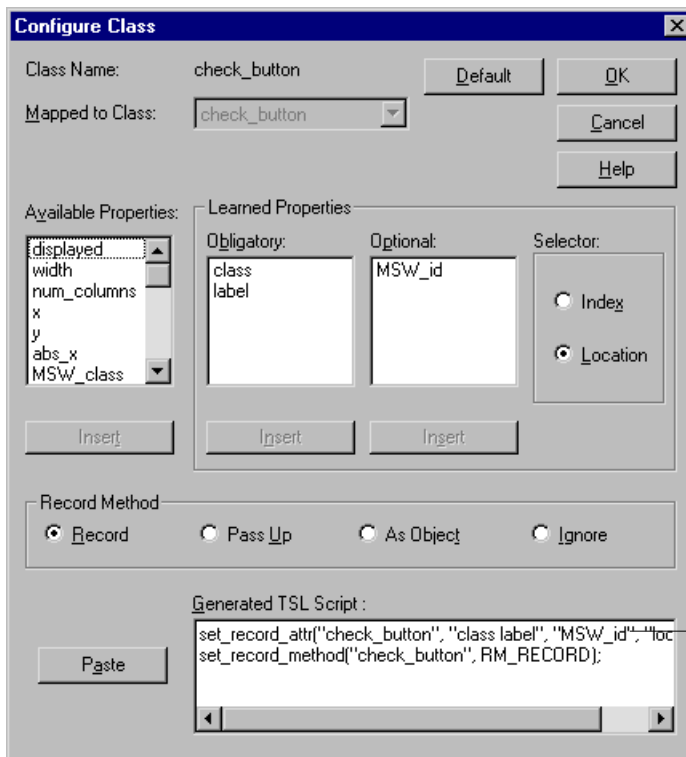 Configure Class
Class Name: check_button Default OK
Mapped to Class: check_button Cancel
Help
Available Properties: Learned Properties
Obligatory: Optional: Selector:
displayed
width
num_columns
x
y
abs_x
MSW_class
class
label
MSW_id
Index
Location
Insert Insert Insert
Record Method
Record Pass Up As Object Ignore
Generated TSL Script :
set_record_attr("check_button", "class label", "MSW_id", "loc
set_record_method("check_button", RM_RECORD);
Paste